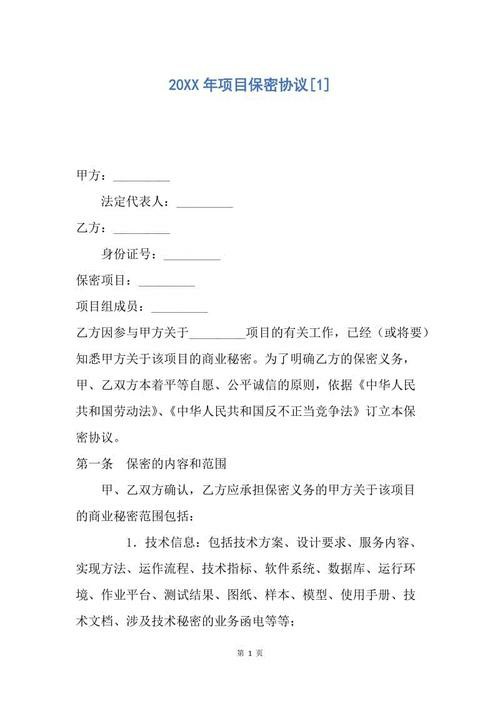 20XX 年项目保密协议[1]
甲方：_________
法定代表人：_________
乙方：_________
身份证号：_________
保密项目：_________
项目组成员：_________
乙方因参与甲方关于_________项目的有关工作，已经（或将要）
知悉甲方关于该项目的商业秘密。为了明确乙方的保密义务，
甲、乙双方本着平等自愿、公平诚信的原则，依据《中华人民
共和国劳动法》、《中华人民共和国反不正当竞争法》订立本保
密协议。
第一条　保密的内容和范围
甲、乙双方确认，乙方应承担保密义务的甲方关于该项目
的商业秘密范围包括：
1．技术信息：包括技术方案、设计要求、服务内容、
实现方法、运作流程、技术指标、软件系统、数据库、运行环
境、作业平台、测试结果、图纸、样本、模型、使用手册、技
术文档、涉及技术秘密的业务函电等等；
第 1 页